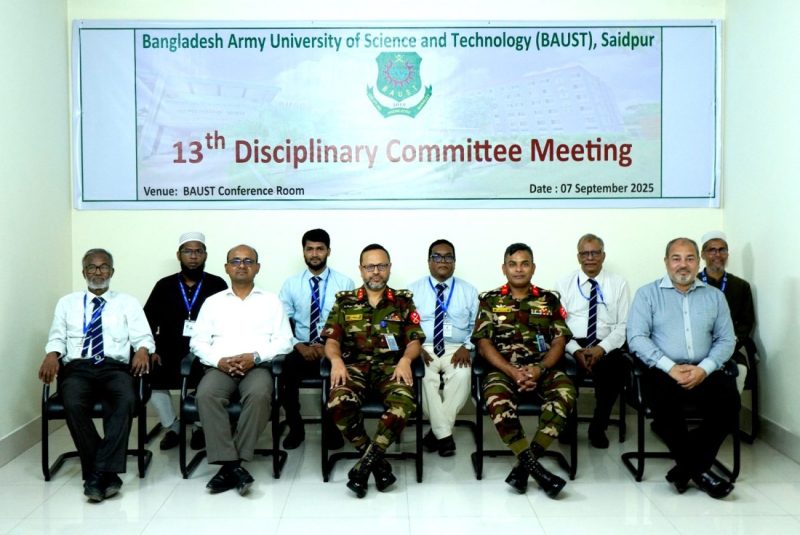 Bangladesh Army University of Science and Technology (BAUST), Saidpur
BAUST
13th Disciplinary Committee Meeting
Venue: BAUST Conference Room
Date : 07 September 2025